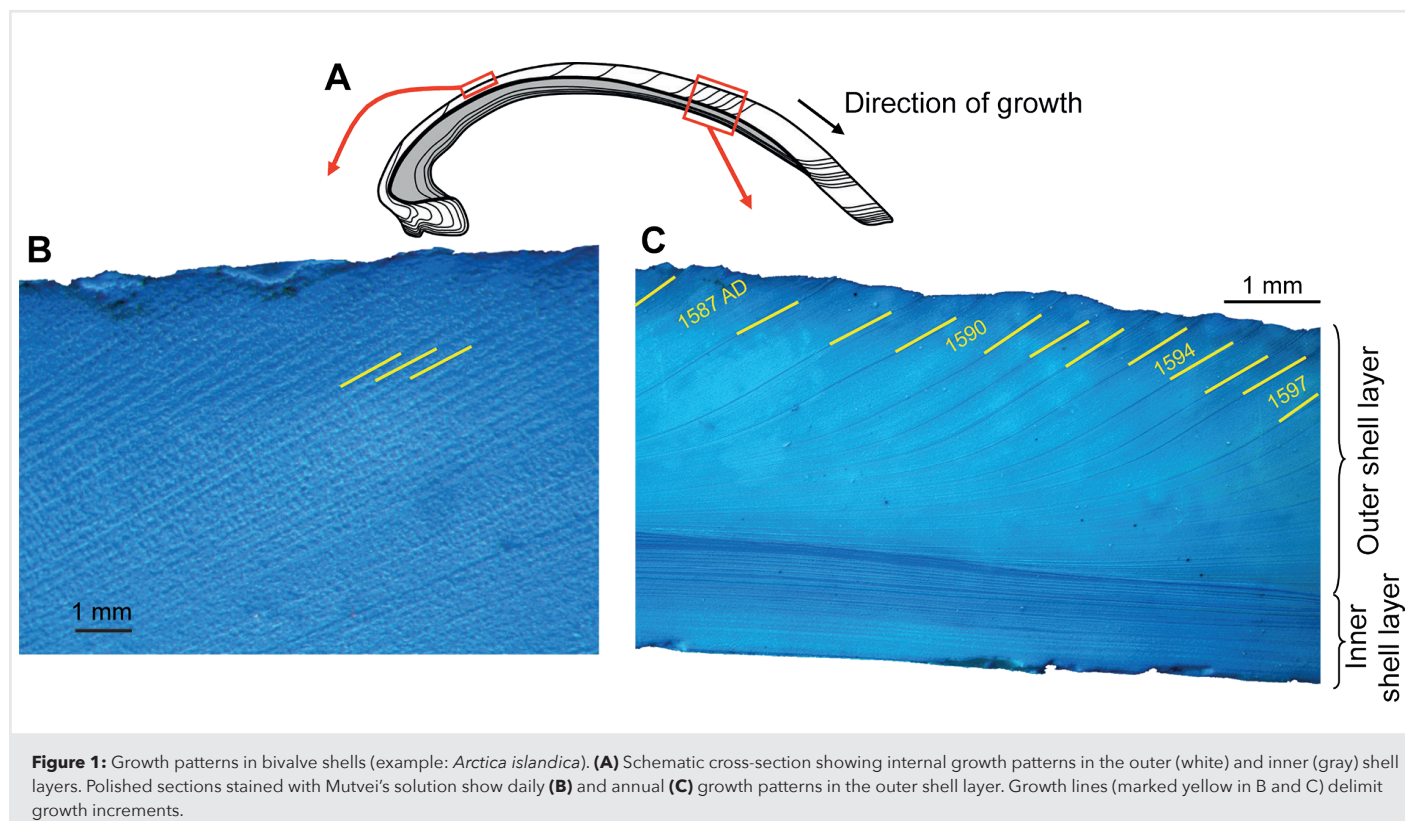 A
Direction of growth
B
1 mm
C
1 mm
1587 AD
1590
1594
1597
Outer shell layer
Inner
shell layer
Figure 1: Growth patterns in bivalve shells (example: Arctica islandica). (A) Schematic cross-section showing internal growth patterns in the outer (white) and inner (gray) shell
layers. Polished sections stained with Mutvei's solution show daily (B) and annual (C) growth patterns in the outer shell layer. Growth lines (marked yellow in B and C) delimit
growth increments.